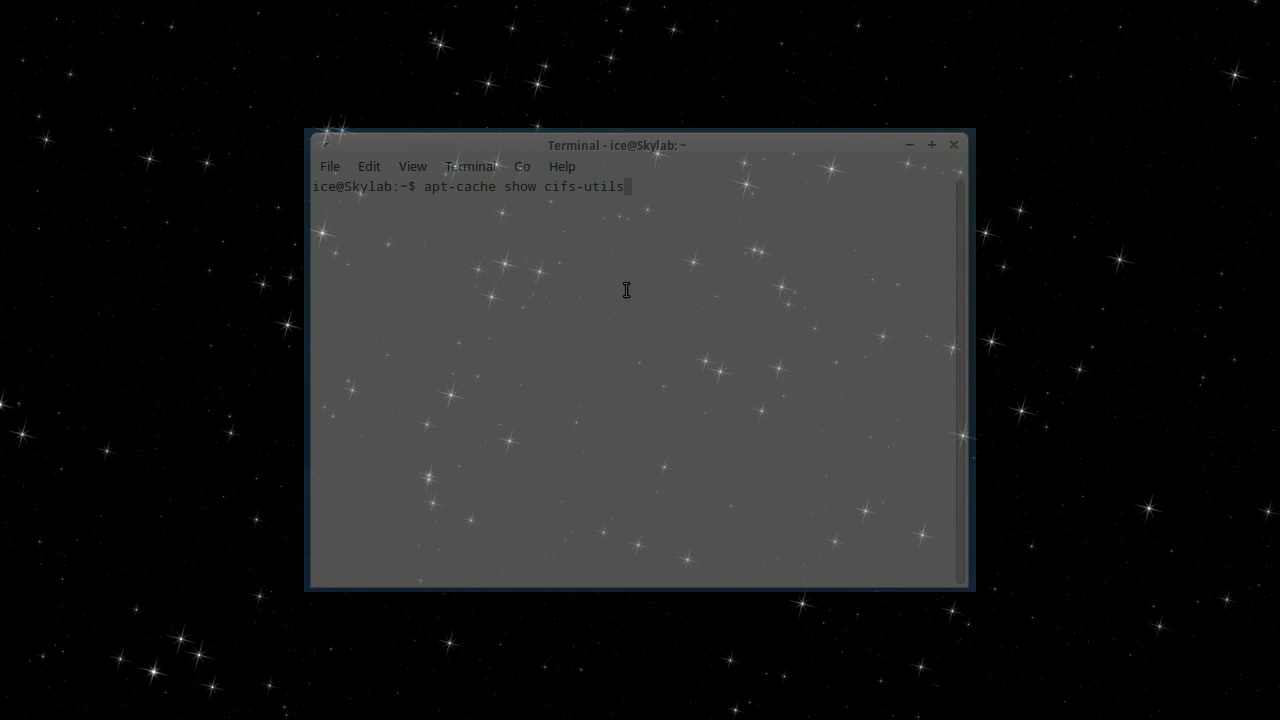 Terminal - ice@Skylab: ~
File Edit View Terminal Go Help
ice@Skylab:~$ apt-cache show cifs-utils